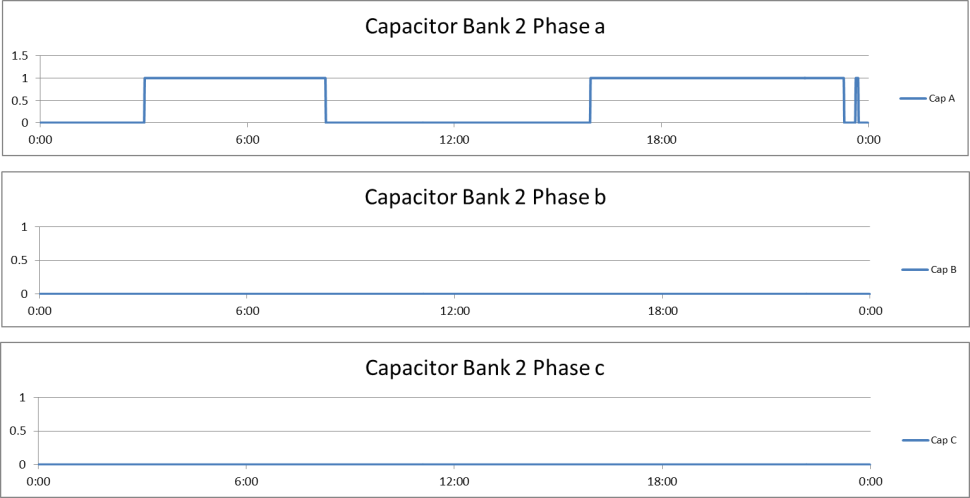 Capacitor Bank 2 Phase a
1.5
1
0.5
0
0:00 6:00 12:00 18:00 0:00
Cap A
Capacitor Bank 2 Phase b
1
0.5
0
0:00 6:00 12:00 18:00 0:00
Cap B
Capacitor Bank 2 Phase c
1
0.5
0
0:00 6:00 12:00 18:00 0:00
Cap C